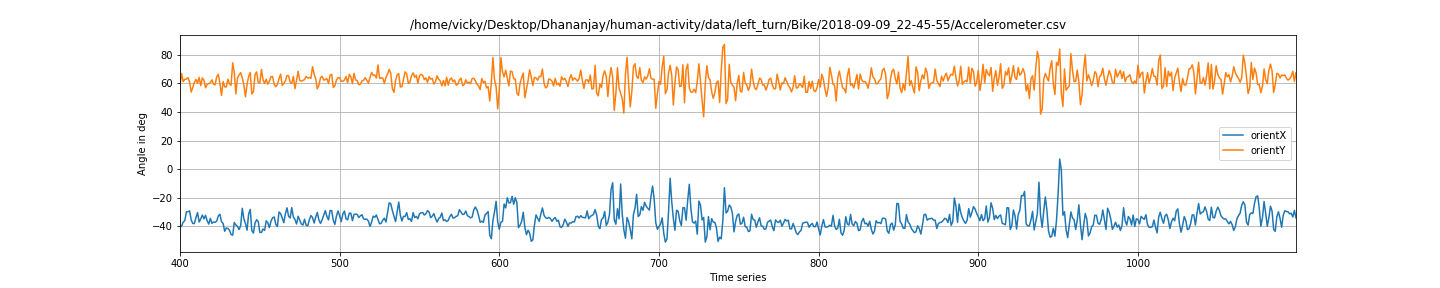 /home/vicky/Desktop/Dhananjay/human-activity/data/left_turn/Bike/2018-09-09_22-45-55/Accelerometer.csv
Angle in deg
80
60
40
20
0
−20
−40
orientX
orientY
400 500 600 700 800 900 1000
Time series